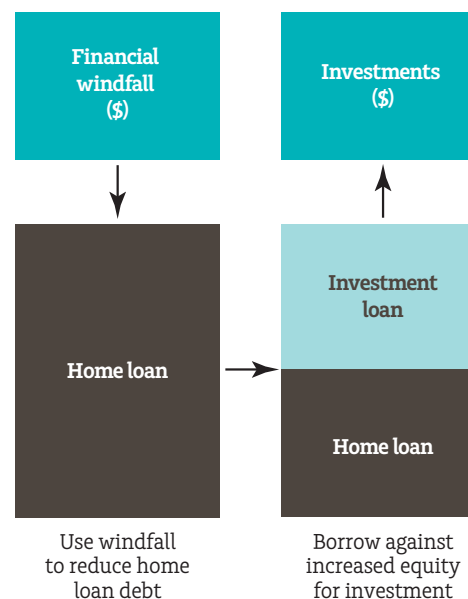 Financial
windfall
($)
Investments
($)
Home loan
Investment
loan
Home loan
Use windfall
to reduce home
loan debt
Borrow against
increased equity
for investment